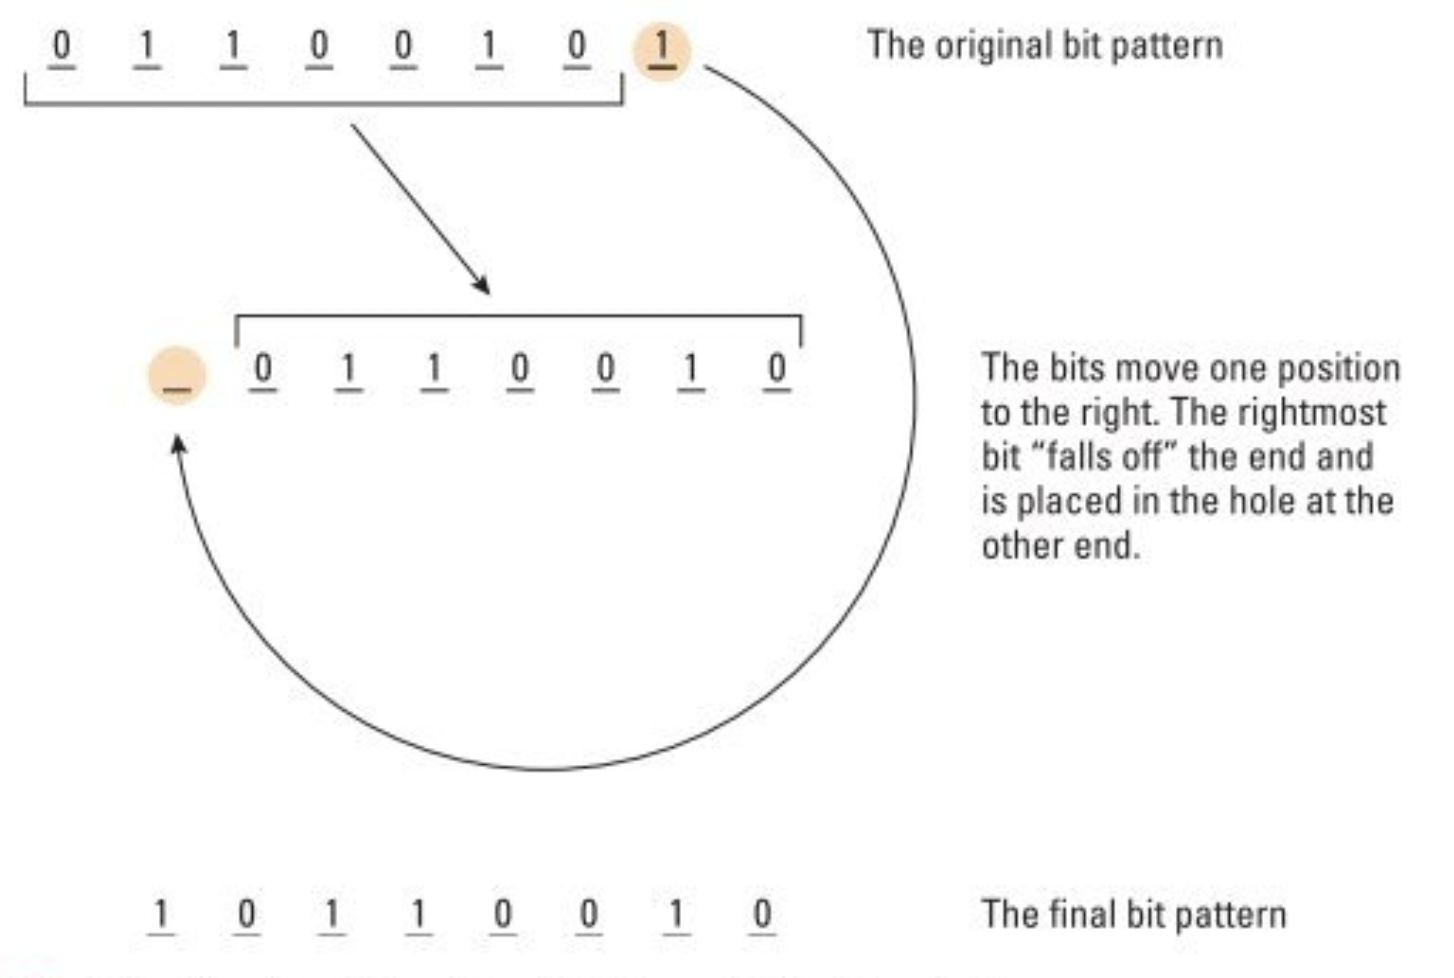 0 1 1 0 0 1 0 1
The original bit pattern
0 1 1 0 0 1 0
The bits move one position
to the right. The rightmost
bit “falls off” the end and
is placed in the hole at the
other end.
1 0 1 1 0 0 1 0
The final bit pattern